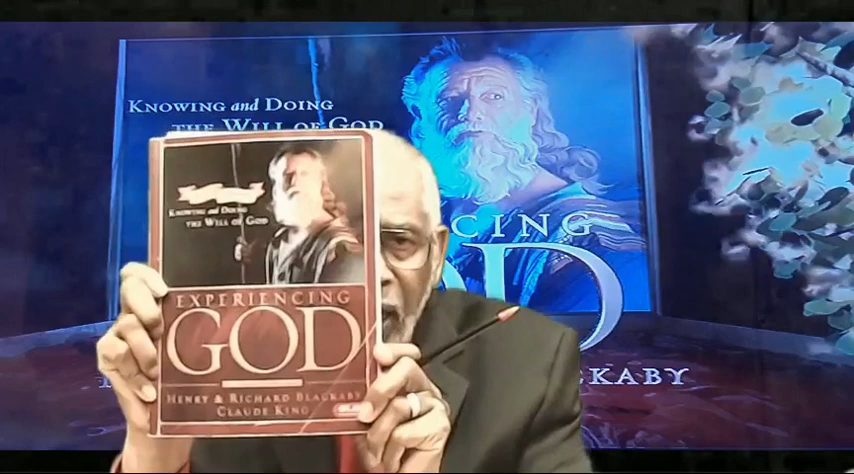 KNOWING and DOING
THE WILL OF GOD
KNOWING and DOING
THE WILL OF GOD
EXPERIENCING
GOD
HENRY & RICHARD BLACKABY
CLAUDE KING
CING
D
CKABY